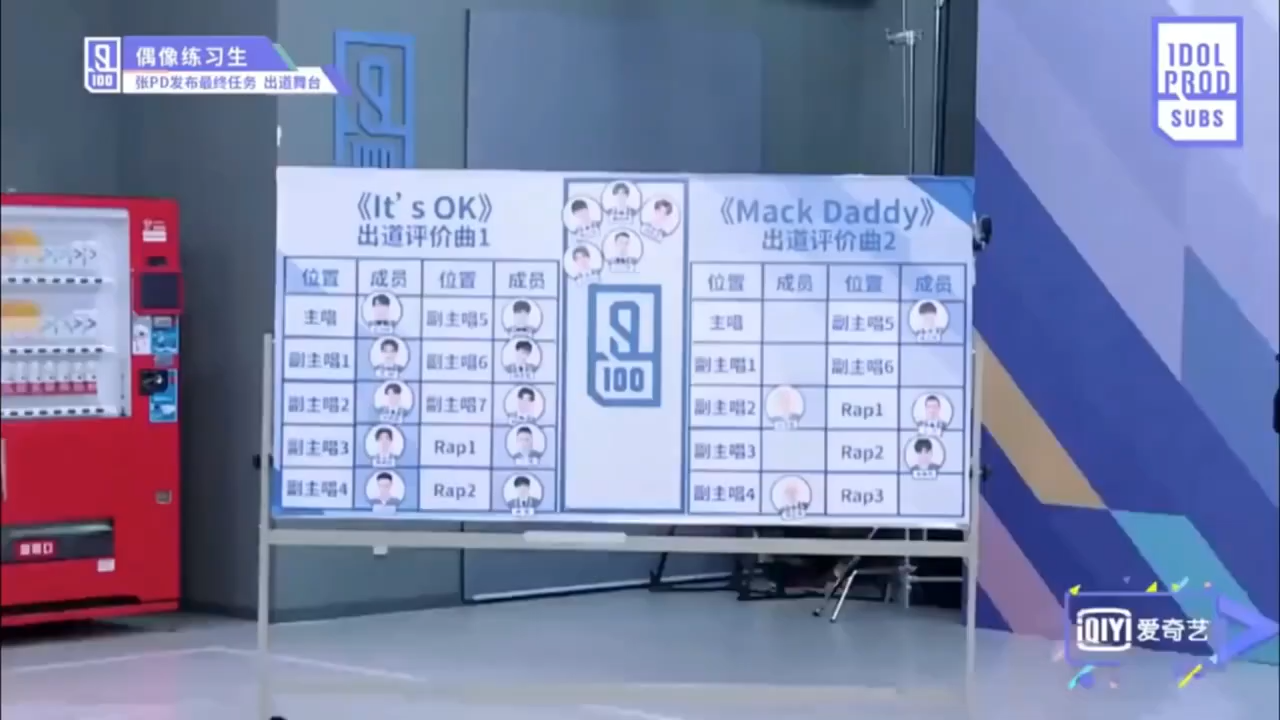 偶像练习生
100
张PD发布最终任务 出道舞台
IDOL
PROD
SUBS
《It's OK》
出道评价曲1
位置 成员 位置 成员
主唱 副主唱5
副主唱1 副主唱6
副主唱2 副主唱7
副主唱3 Rap1
副主唱4 Rap2
100
《Mack Daddy》
出道评价曲2
位置 成员 位置 成员
主唱 副主唱5
副主唱1 副主唱6
副主唱2 Rap1
副主唱3 Rap2
副主唱4 Rap3
iQIYI 爱奇艺